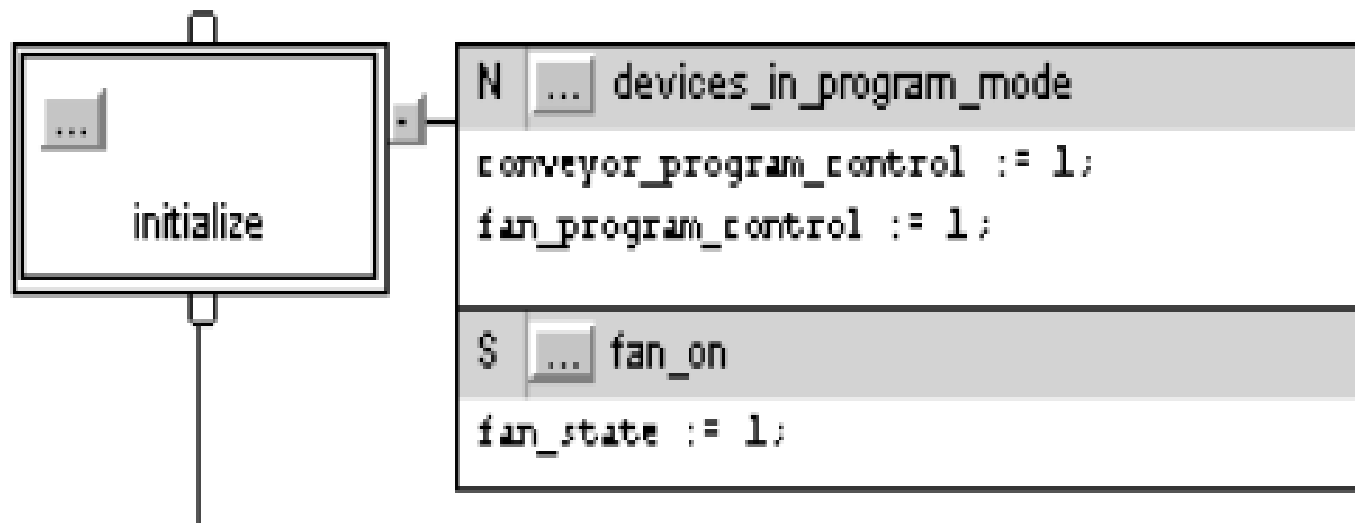 ...
initialize
N ... devices_in_program_mode
conveyor_program_control := 1;
fan_program_control := 1;
S ... fan_on
fan_state := 1;